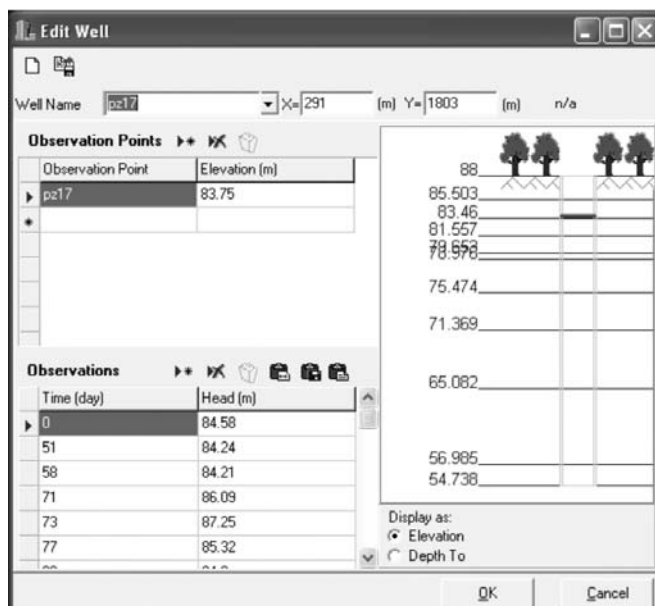 Edit Well
Well Name pz17 X= 291 (m) Y= 1803 (m) n/a
Observation Points
Observation Point Elevation (m)
pz17 83.75
Observations
Time (day) Head (m)
0 84.58
51 84.24
58 84.21
71 86.09
73 87.25
77 85.32
88
85.503
83.46
81.557
79.653
78.976
75.474
71.369
65.082
56.985
54.738
Display as:
Elevation
Depth To
OK Cancel